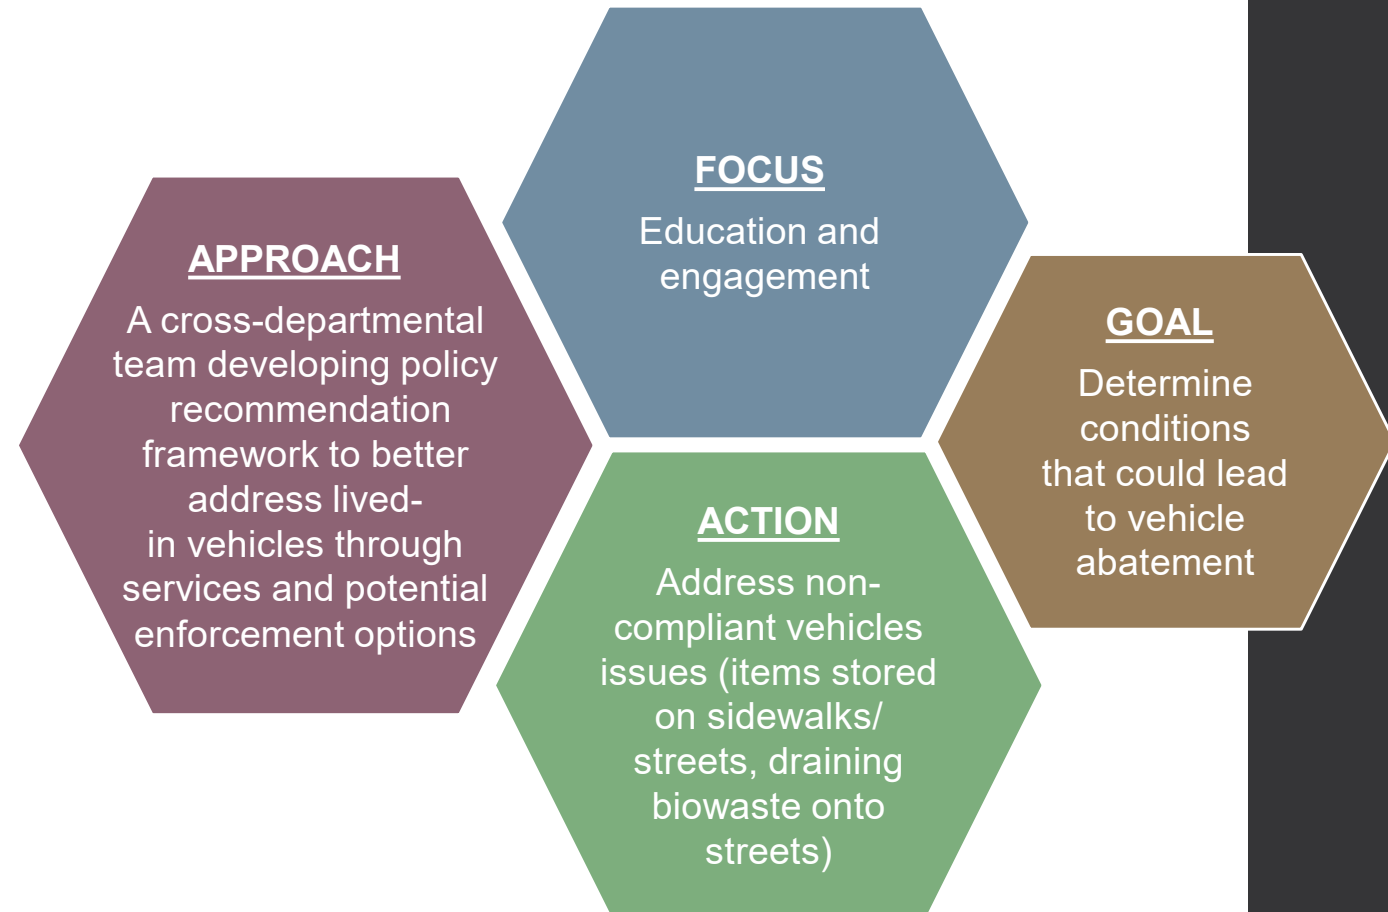 APPROACH
A cross-departmental
team developing policy
recommendation
framework to better
address lived-
in vehicles through
services and potential
enforcement options
FOCUS
Education and
engagement
ACTION
Address non-
compliant vehicles
issues (items stored
on sidewalks/
streets, draining
biowaste onto
streets)
GOAL
Determine
conditions
that could lead
to vehicle
abatement